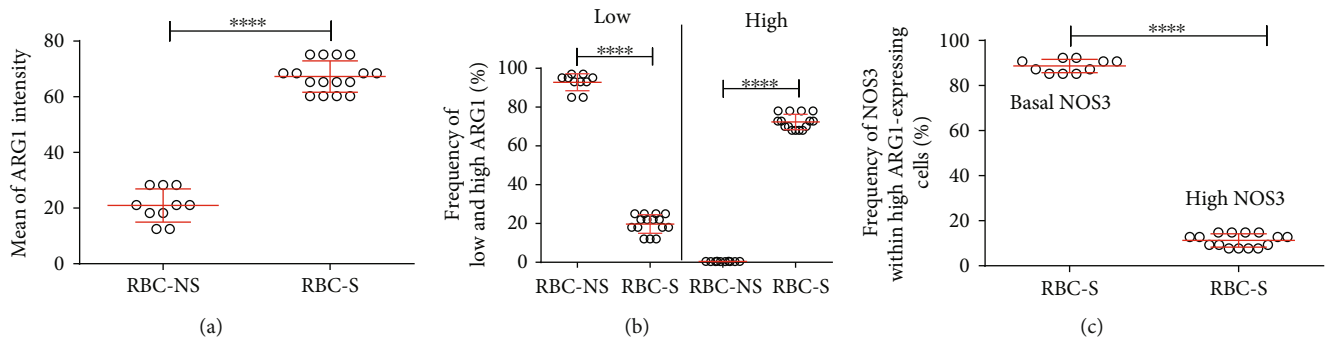 Mean of ARG1 intensity
80
60
40
20
0
****
RBC-NS
RBC-S
(a)
Frequency of
low and high ARG1 (%)
100
80
60
40
20
0
Low
High
****
****
RBC-NS
RBC-S
RBC-NS
RBC-S
(b)
Frequency of NOS3
within high ARG1-expressing
cells (%)
100
80
60
40
20
0
****
Basal NOS3
High NOS3
RBC-S
RBC-S
(c)